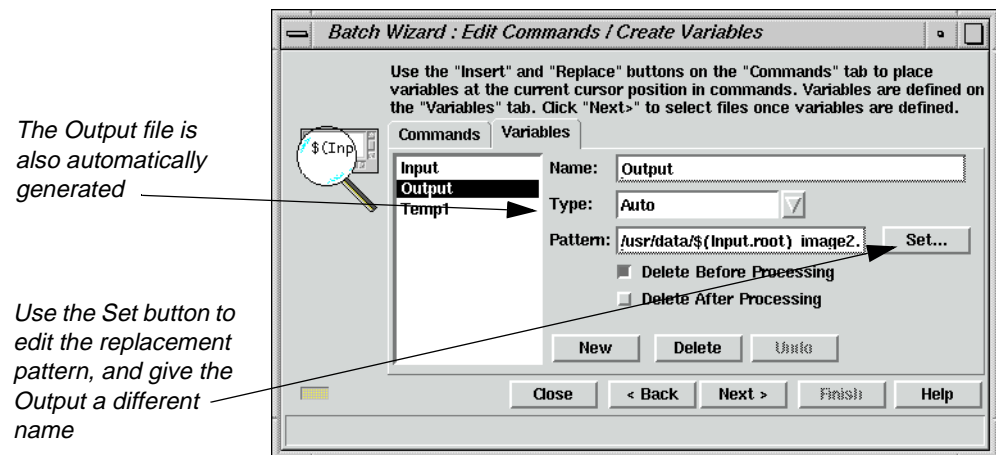 Batch Wizard : Edit Commands / Create Variables
Use the "Insert" and "Replace" buttons on the "Commands" tab to place
variables at the current cursor position in commands. Variables are defined on
the "Variables" tab. Click "Next>" to select files once variables are defined.
The Output file is
also automatically
generated
$(Inp
Commands
Variables
Input
Output
Temp1
Name:
Output
Type:
Auto
Pattern:
/usr/data/$(Input.root)_image2.
Set...
Delete Before Processing
Delete After Processing
New
Delete
Undo
Use the Set button to
edit the replacement
pattern, and give the
Output a different
name
Close
< Back
Next >
Finish
Help